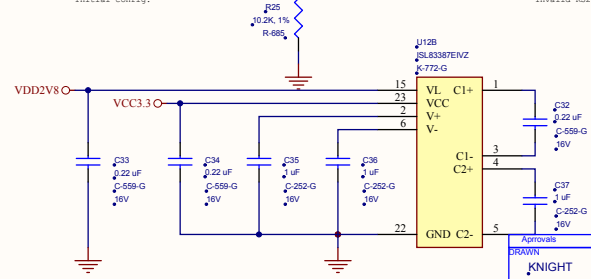 R25
10.2K, 1%
R-685
U12B
ISL83387EIVZ
K-772-G
VDD2V8
VCC3.3
15
23
2
6
22
VL
VCC
V+
V-
GND
C1+
C1-
C2+
C2-
1
3
4
5
C33
0.22 uF
C-559-G
16V
C34
0.22 uF
C-559-G
16V
C35
1 uF
C-252-G
16V
C36
1 uF
C-252-G
16V
C32
0.22 uF
C-559-G
16V
C37
1 uF
C-252-G
16V
Aprrovals
DRAWN
KNIGHT